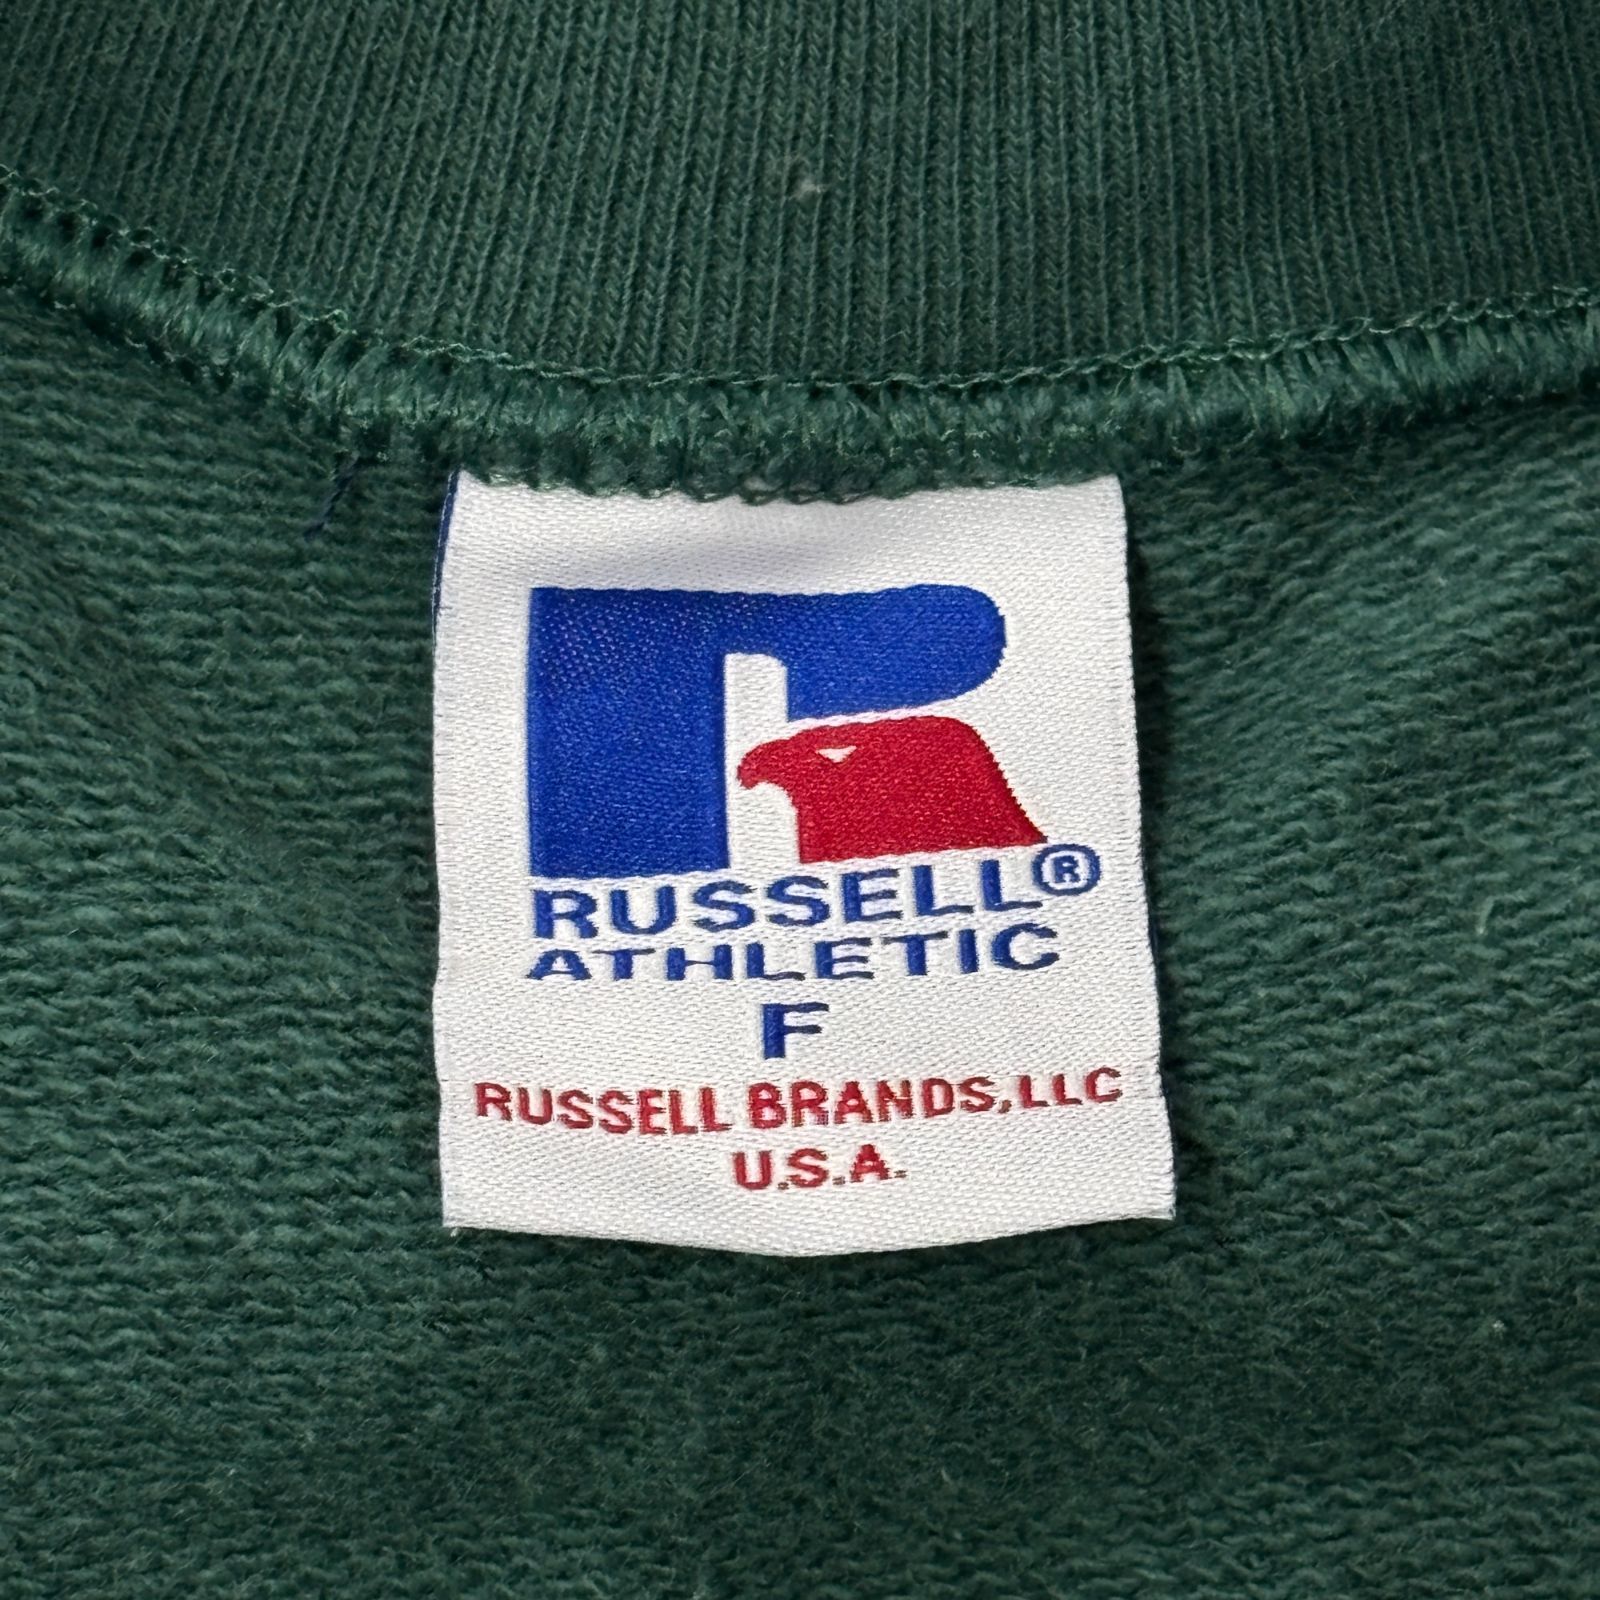 RUSSELL®
ATHLETIC
F
RUSSELL BRANDS, LLC
U.S.A.